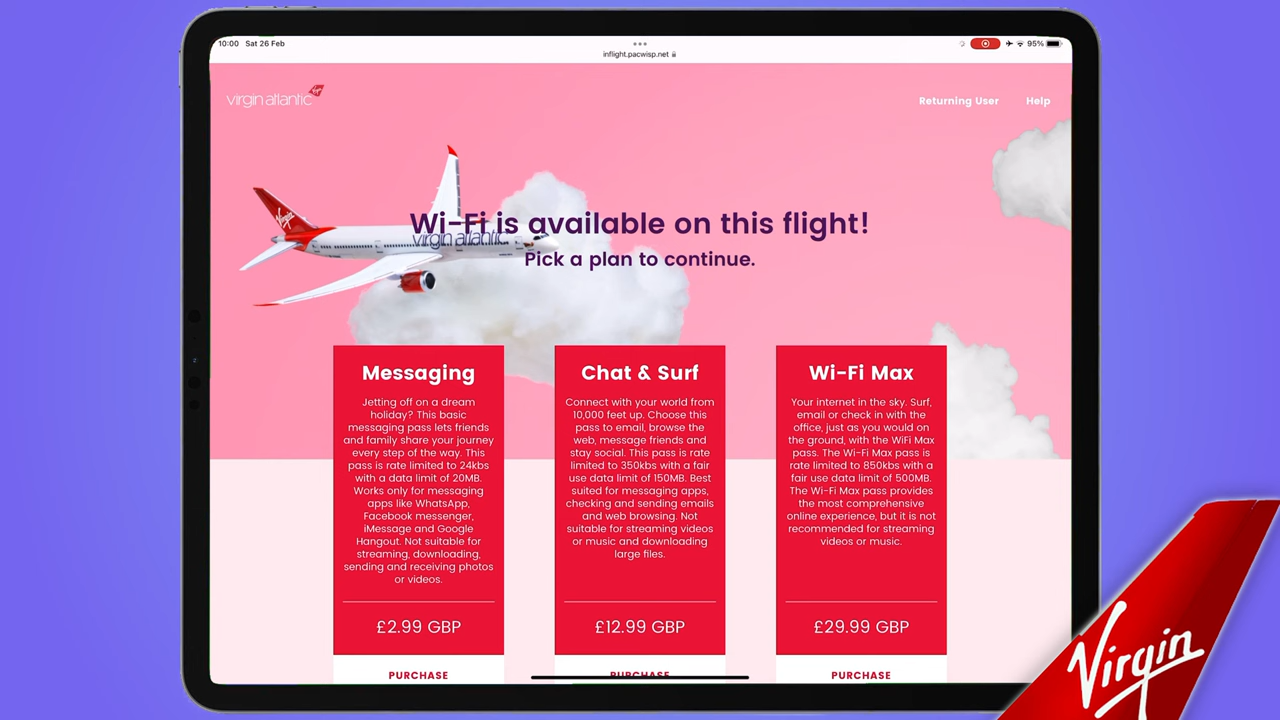 10:00 Sat 26 Feb
inflight.pacwisp.net
95%
virgin atlantic
Returning User
Help
Virgin
virgin atlantic
Wi-Fi is available on this flight!
Pick a plan to continue.
Messaging
Jetting off on a dream
holiday? This basic
messaging pass lets friends
and family share your journey
every step of the way. This
pass is rate limited to 24kbs
with a data limit of 20MB.
Works only for messaging
apps like WhatsApp,
Facebook messenger,
iMessage and Google
Hangout. Not suitable for
streaming, downloading,
sending and receiving photos
or videos.
£2.99 GBP
PURCHASE
Chat & Surf
Connect with your world from
10,000 feet up. Choose this
pass to email, browse the
web, message friends and
stay social. This pass is rate
limited to 350kbs with a fair
use data limit of 150MB. Best
suited for messaging apps,
checking and sending emails
and web browsing. Not
suitable for streaming videos
or music and downloading
large files.
£12.99 GBP
PURCHASE
Wi-Fi Max
Your internet in the sky. Surf,
email or check in with the
office, just as you would on
the ground, with the WiFi Max
pass. The Wi-Fi Max pass is
rate limited to 850kbs with a
fair use data limit of 500MB.
The Wi-Fi Max pass provides
the most comprehensive
online experience, but it is not
recommended for streaming
videos or music.
£29.99 GBP
PURCHASE
Virgin